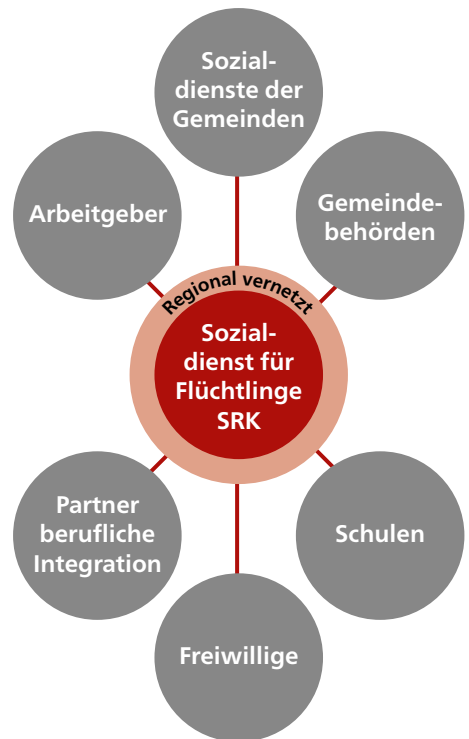 Sozial-
dienste der
Gemeinden
Arbeitgeber
Gemeinde-
behörden
Regional vernetzt
Sozial-
dienst für
Flüchtlinge
SRK
Partner
berufliche
Integration
Schulen
Freiwillige